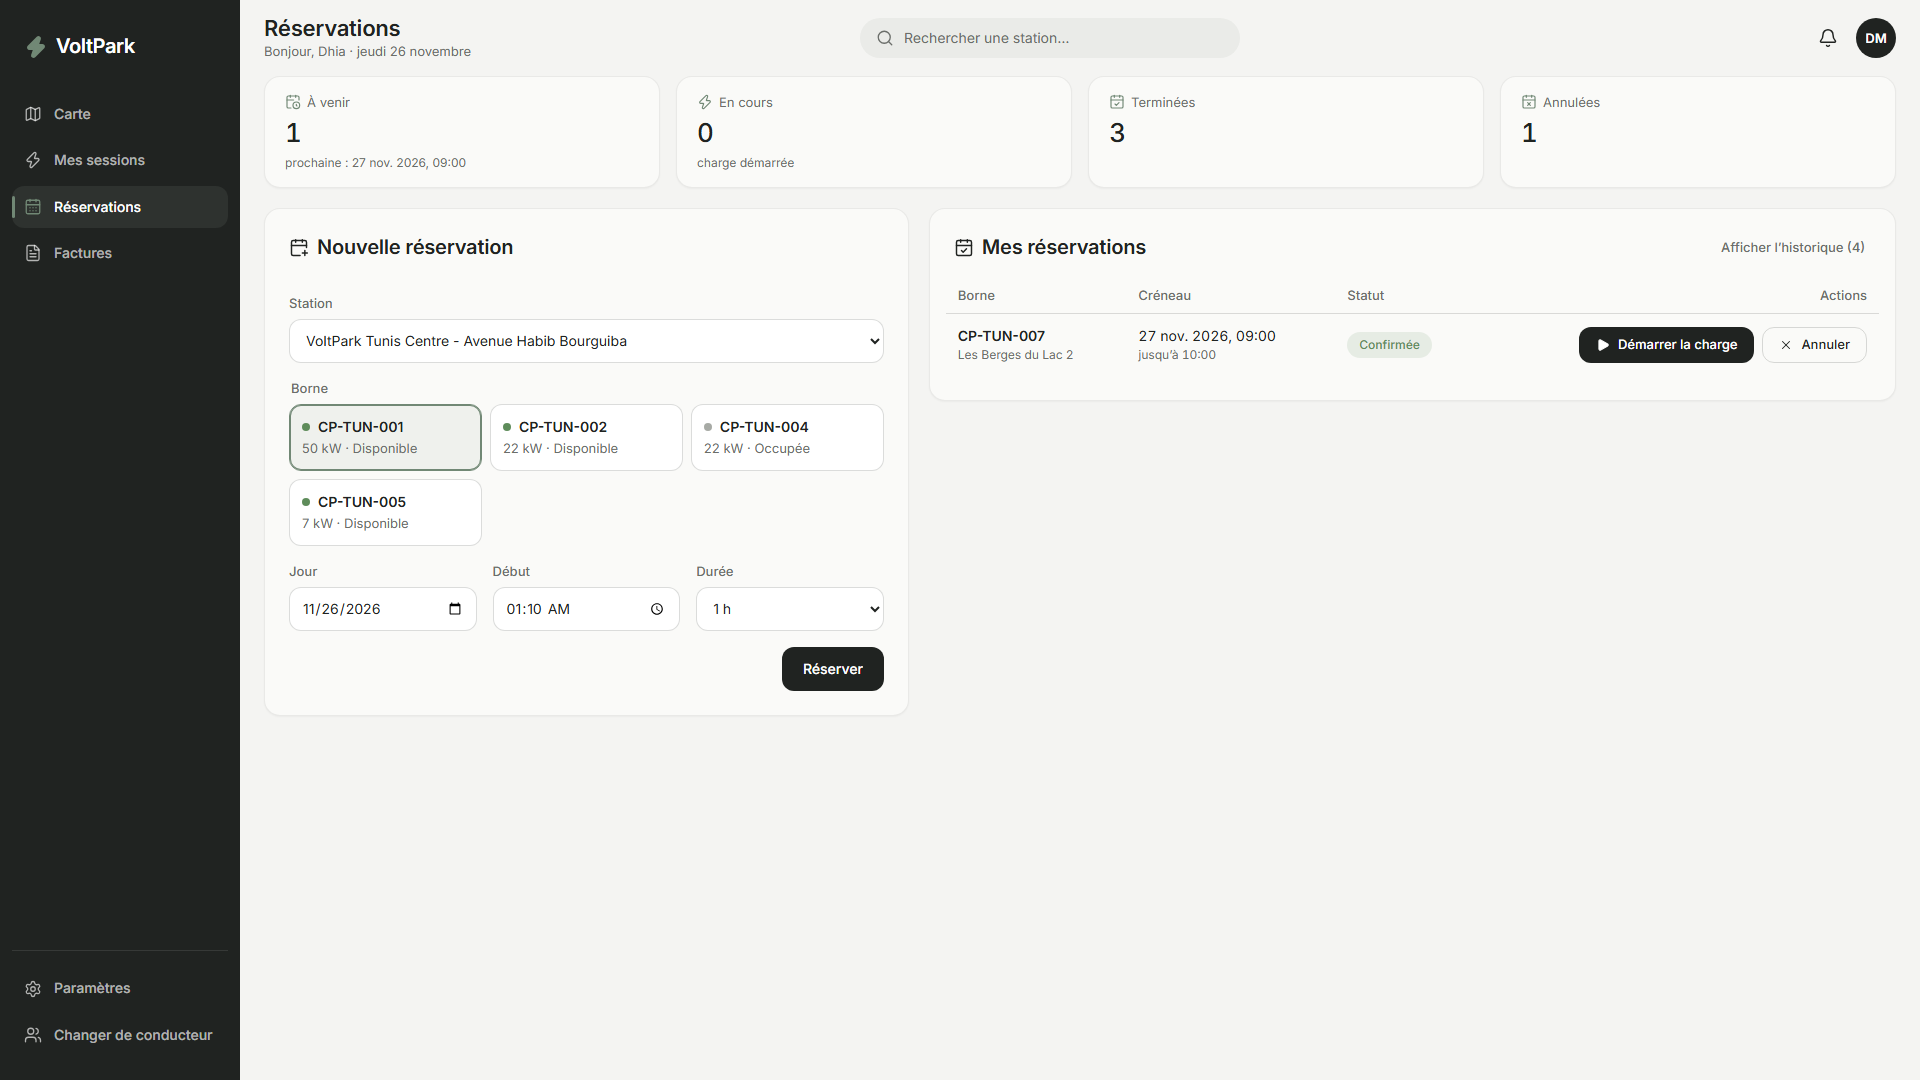 VoltPark
Carte
Mes sessions
Réservations
Factures
Paramètres
Changer de conducteur
Réservations
Bonjour, Dhia · jeudi 26 novembre
Rechercher une station...
DM
À venir
1
prochaine : 27 nov. 2026, 09:00
En cours
0
charge démarrée
Terminées
3
Annulées
1
Nouvelle réservation
Station
VoltPark Tunis Centre - Avenue Habib Bourguiba
Borne
CP-TUN-001
50 kW · Disponible
CP-TUN-002
22 kW · Disponible
CP-TUN-004
22 kW · Occupée
CP-TUN-005
7 kW · Disponible
Jour
Début
Durée
11/26/2026
01:10 AM
1 h
Réserver
Mes réservations
Afficher l'historique (4)
Borne
Créneau
Statut
Actions
CP-TUN-007
Les Berges du Lac 2
27 nov. 2026, 09:00
jusqu'à 10:00
Confirmée
Démarrer la charge
Annuler